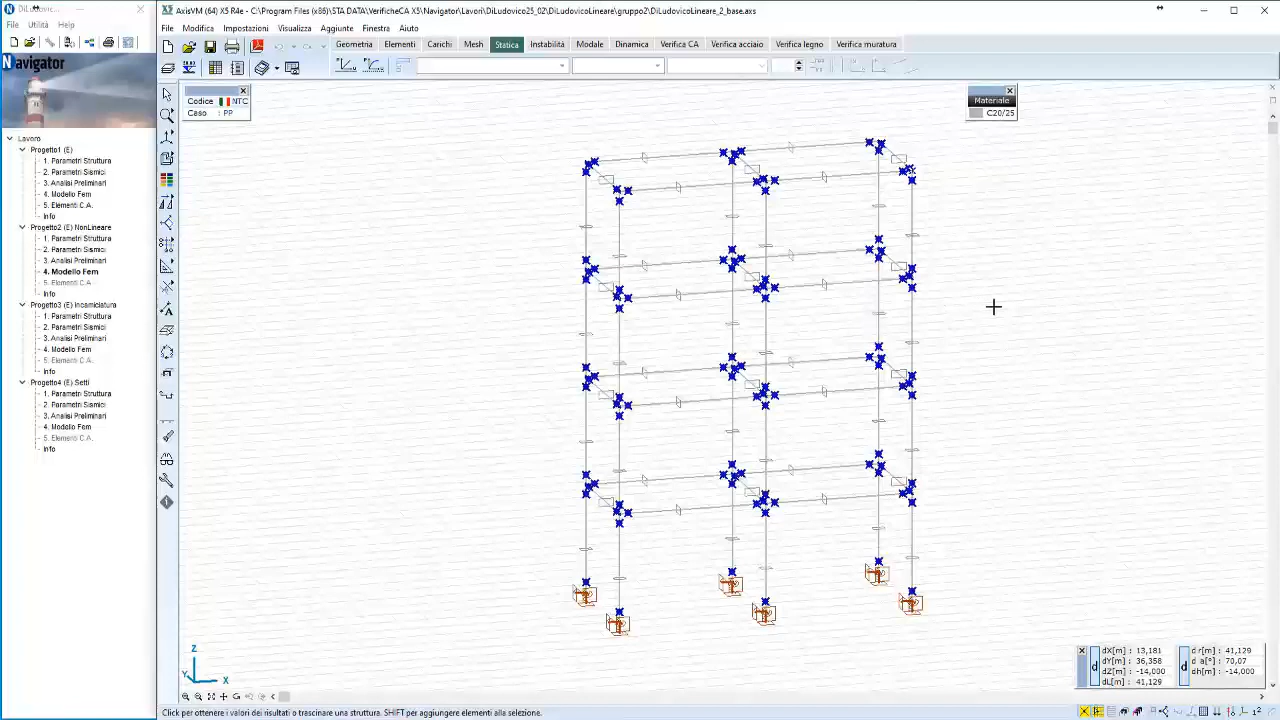 DiLudovic...
AxisVM (64) X5 R4e - C:\Program Files (x86)\STA DATA\VerificheCA X5\Navigator\Lavori\DiLudovico25_02\DiLudovicoLineare\gruppo2\DiLudovicoLineare_2_base.axs
File Utilità Help
File Modifica Impostazioni Visualizza Aggiunte Finestra Aiuto
Geometria Elementi Carichi Mesh Statica Instabilità Modale Dinamica Verifica CA Verifica acciaio Verifica legno Verifica muratura
Navigator
Codice NTC
Caso : PP
Materiale
C20/25
Lavoro
Progetto1 (E)
1. Parametri Struttura
2. Parametri Sismici
3. Analisi Preliminari
4. Modello Fem
5. Elementi C.A.
Info
Progetto2 (E) NonLineare
1. Parametri Struttura
2. Parametri Sismici
3. Analisi Preliminari
4. Modello Fem
5. Elementi C.A.
Info
Progetto3 (E) Incamiciatura
1. Parametri Struttura
2. Parametri Sismici
3. Analisi Preliminari
4. Modello Fem
5. Elementi C.A.
Info
Progetto4 (E) Setti
1. Parametri Struttura
2. Parametri Sismici
3. Analisi Preliminari
4. Modello Fem
5. Elementi C.A.
Info
Z
Y
X
d
dX[m] : 13,181
dY[m] : 36,358
dZ[m] : -14,000
dL[m] : 41,129
d
d r[m] : 41,129
d a[°] : 70,07
dh[m] : -14,000
Click per ottenere i valori dei risultati o trascinare una struttura. SHIFT per aggiungere elementi alla selezione.